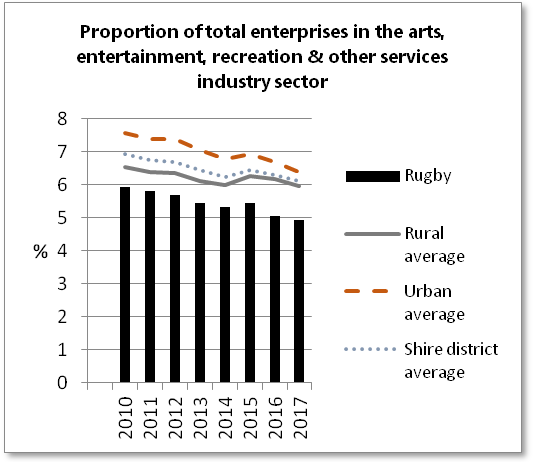 Proportion of total enterprises in the arts,
entertainment, recreation & other services
industry sector
8
7
6
5
4
3
2
1
0
%
2010
2011
2012
2013
2014
2015
2016
2017
Rugby
Rural
average
Urban
average
Shire district
average